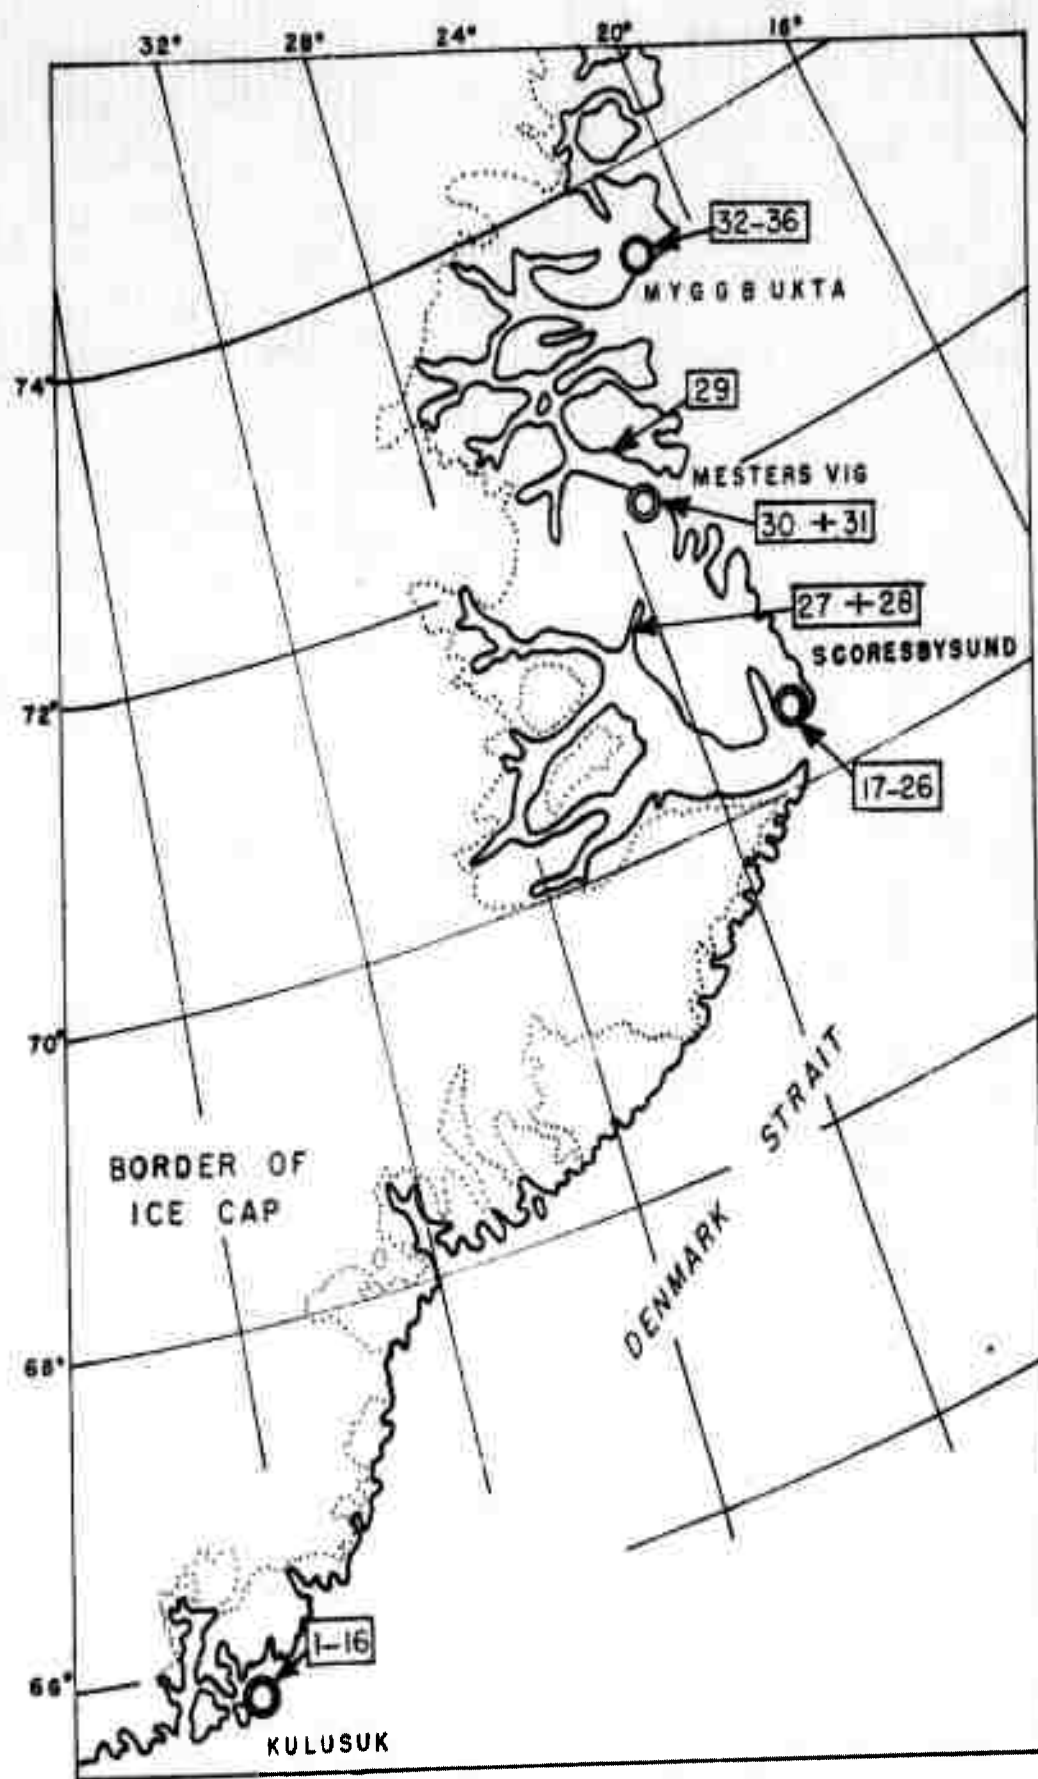 32° 28° 24° 20° 16°
32-36
MYGGBUKTA
74°
29
MESTERS VIG
30 + 31
27 + 28
SCORESBYSUND
72°
17-26
70°
STRAIT
BORDER OF
ICE CAP
DENMARK
68°
1-16
66°
KULUSUK